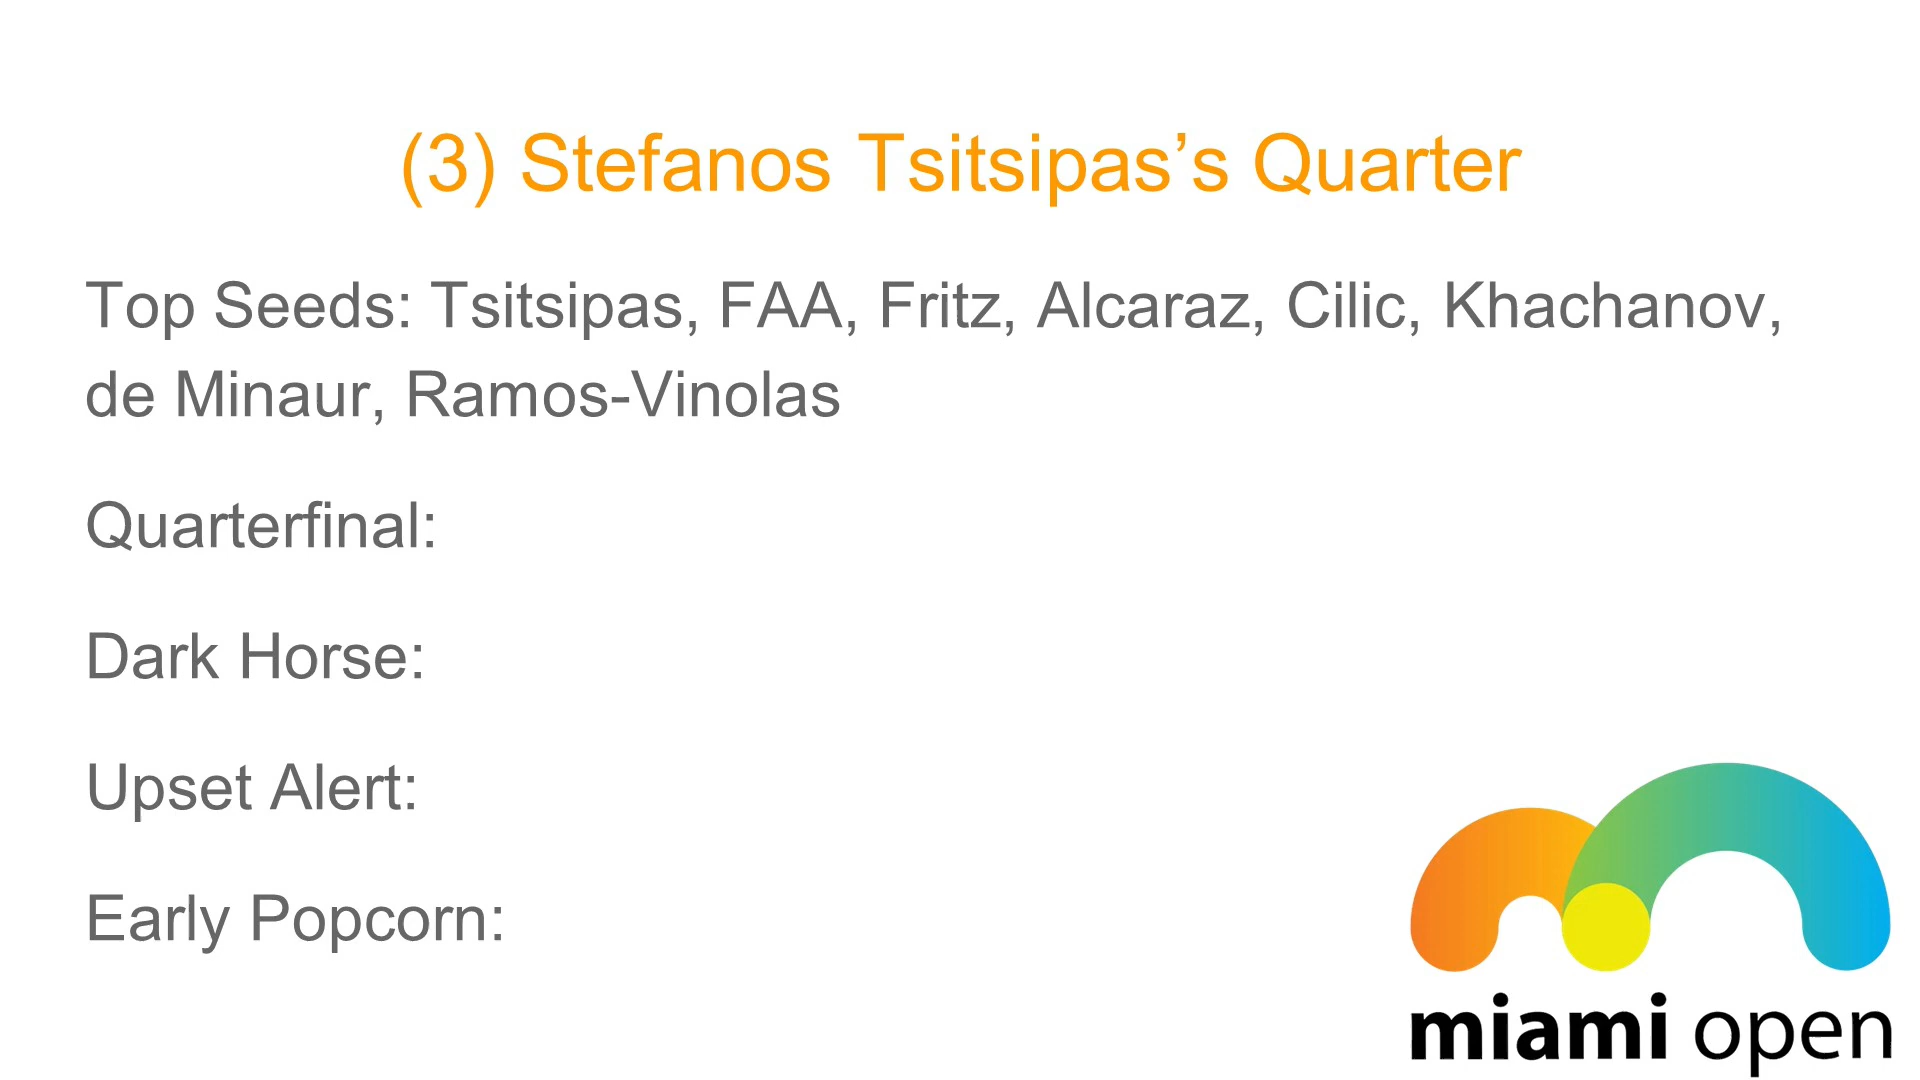 (3) Stefanos Tsitsipas’s Quarter
Top Seeds: Tsitsipas, FAA, Fritz, Alcaraz, Cilic, Khachanov,
de Minaur, Ramos-Vinolas
Quarterfinal:
Dark Horse:
Upset Alert:
Early Popcorn:
miami open